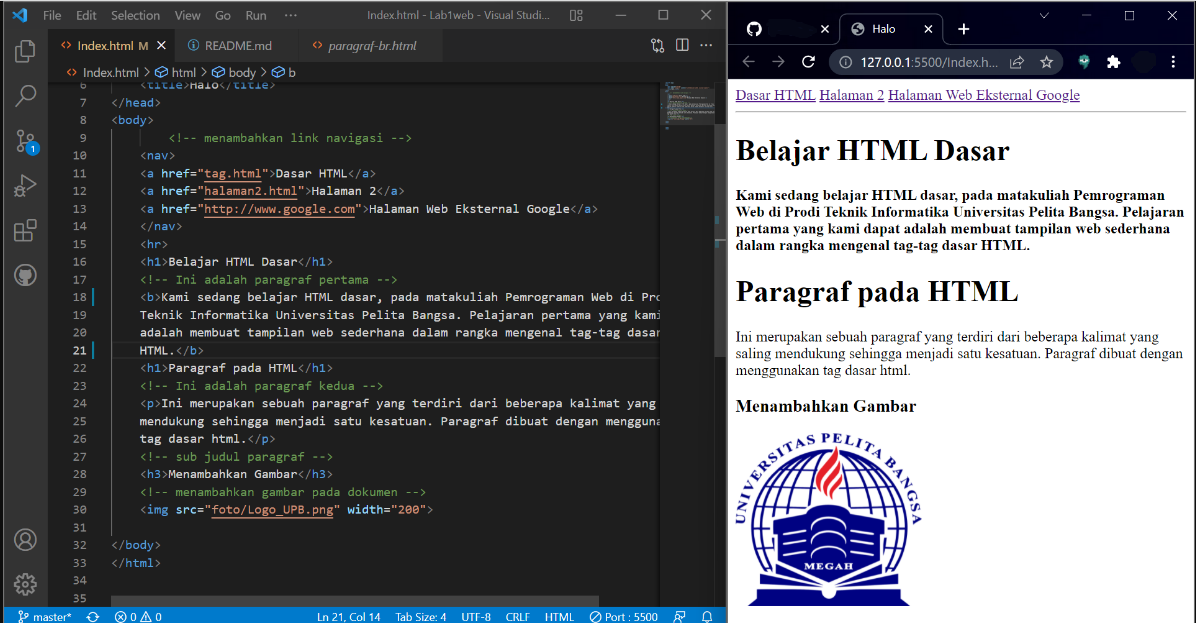 File Edit Selection View Go Run ··· Index.html - Lab1web - Visual Studi...
Index.html M README.md paragraf-br.html
Index.html > html > body > b
6 <title>Halo</title>
7 </head>
8 <body>
9 <!-- menambahkan link navigasi -->
10 <nav>
11 <a href="tag.html">Dasar HTML</a>
12 <a href="halaman2.html">Halaman 2</a>
13 <a href="http://www.google.com">Halaman Web Eksternal Google</a>
14 </nav>
15 <hr>
16 <h1>Belajar HTML Dasar</h1>
17 <!-- Ini adalah paragraf pertama -->
18 <b>Kami sedang belajar HTML dasar, pada matakuliah Pemrograman Web di Pro
19 Teknik Informatika Universitas Pelita Bangsa. Pelajaran pertama yang kami
20 adalah membuat tampilan web sederhana dalam rangka mengenal tag-tag dasar
21 HTML.</b>
22 <h1>Paragraf pada HTML</h1>
23 <!-- Ini adalah paragraf kedua -->
24 <p>Ini merupakan sebuah paragraf yang terdiri dari beberapa kalimat yang
25 mendukung sehingga menjadi satu kesatuan. Paragraf dibuat dengan mengguna
26 tag dasar html.</p>
27 <!-- sub judul paragraf -->
28 <h3>Menambahkan Gambar</h3>
29 <!-- menambahkan gambar pada dokumen -->
30 <img src="foto/Logo_UPB.png" width="200">
31
32 </body>
33 </html>
34
35
1
master* 0 0 Ln 21, Col 14 Tab Size: 4 UTF-8 CRLF HTML Port : 5500
Halo
127.0.0.1:5500/Index.h...
Dasar HTML Halaman 2 Halaman Web Eksternal Google
Belajar HTML Dasar
Kami sedang belajar HTML dasar, pada matakuliah Pemrograman
Web di Prodi Teknik Informatika Universitas Pelita Bangsa. Pelajaran
pertama yang kami dapat adalah membuat tampilan web sederhana
dalam rangka mengenal tag-tag dasar HTML.
Paragraf pada HTML
Ini merupakan sebuah paragraf yang terdiri dari beberapa kalimat yang
saling mendukung sehingga menjadi satu kesatuan. Paragraf dibuat dengan
menggunakan tag dasar html.
Menambahkan Gambar
UNIVERSITAS PELITA BANGSA
MEGAH